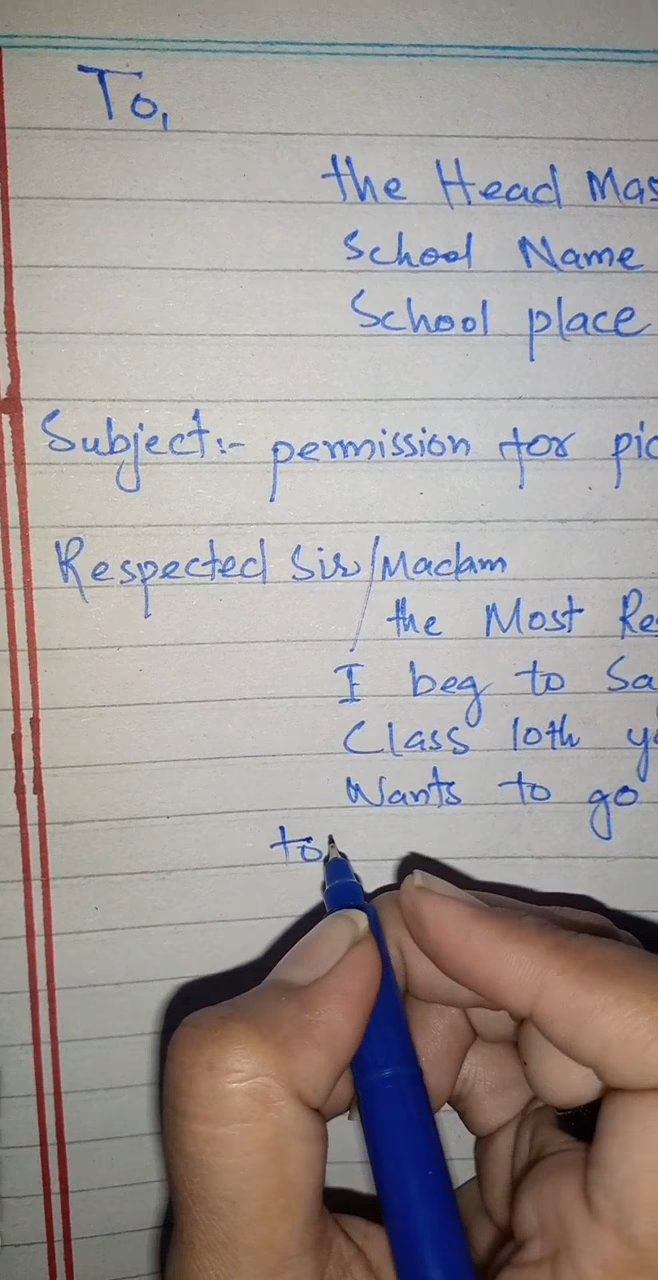 To,
the Head Mas
School Name
School place
Subject:- permission for pic
Respected Sir/Madam
the Most Re
I beg to Sa
Class 10th y
Wants to go
to